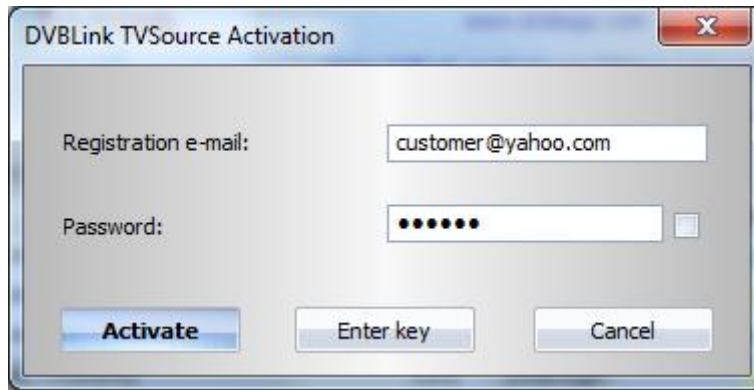 DVBLink TVSource Activation
Registration e-mail: customer@yahoo.com
Password: ••••••
Activate Enter key Cancel